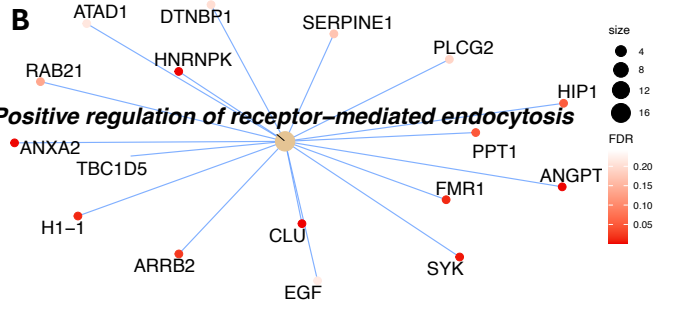 B
ATAD1
DTNBP1
SERPINE1
PLCG2
HNRNPK
RAB21
HIP1
Positive regulation of receptor−mediated endocytosis
ANXA2
TBC1D5
PPT1
ANGPT
FMR1
H1−1
CLU
ARRB2
SYK
EGF
size
4
8
12
16
FDR
0.20
0.15
0.10
0.05